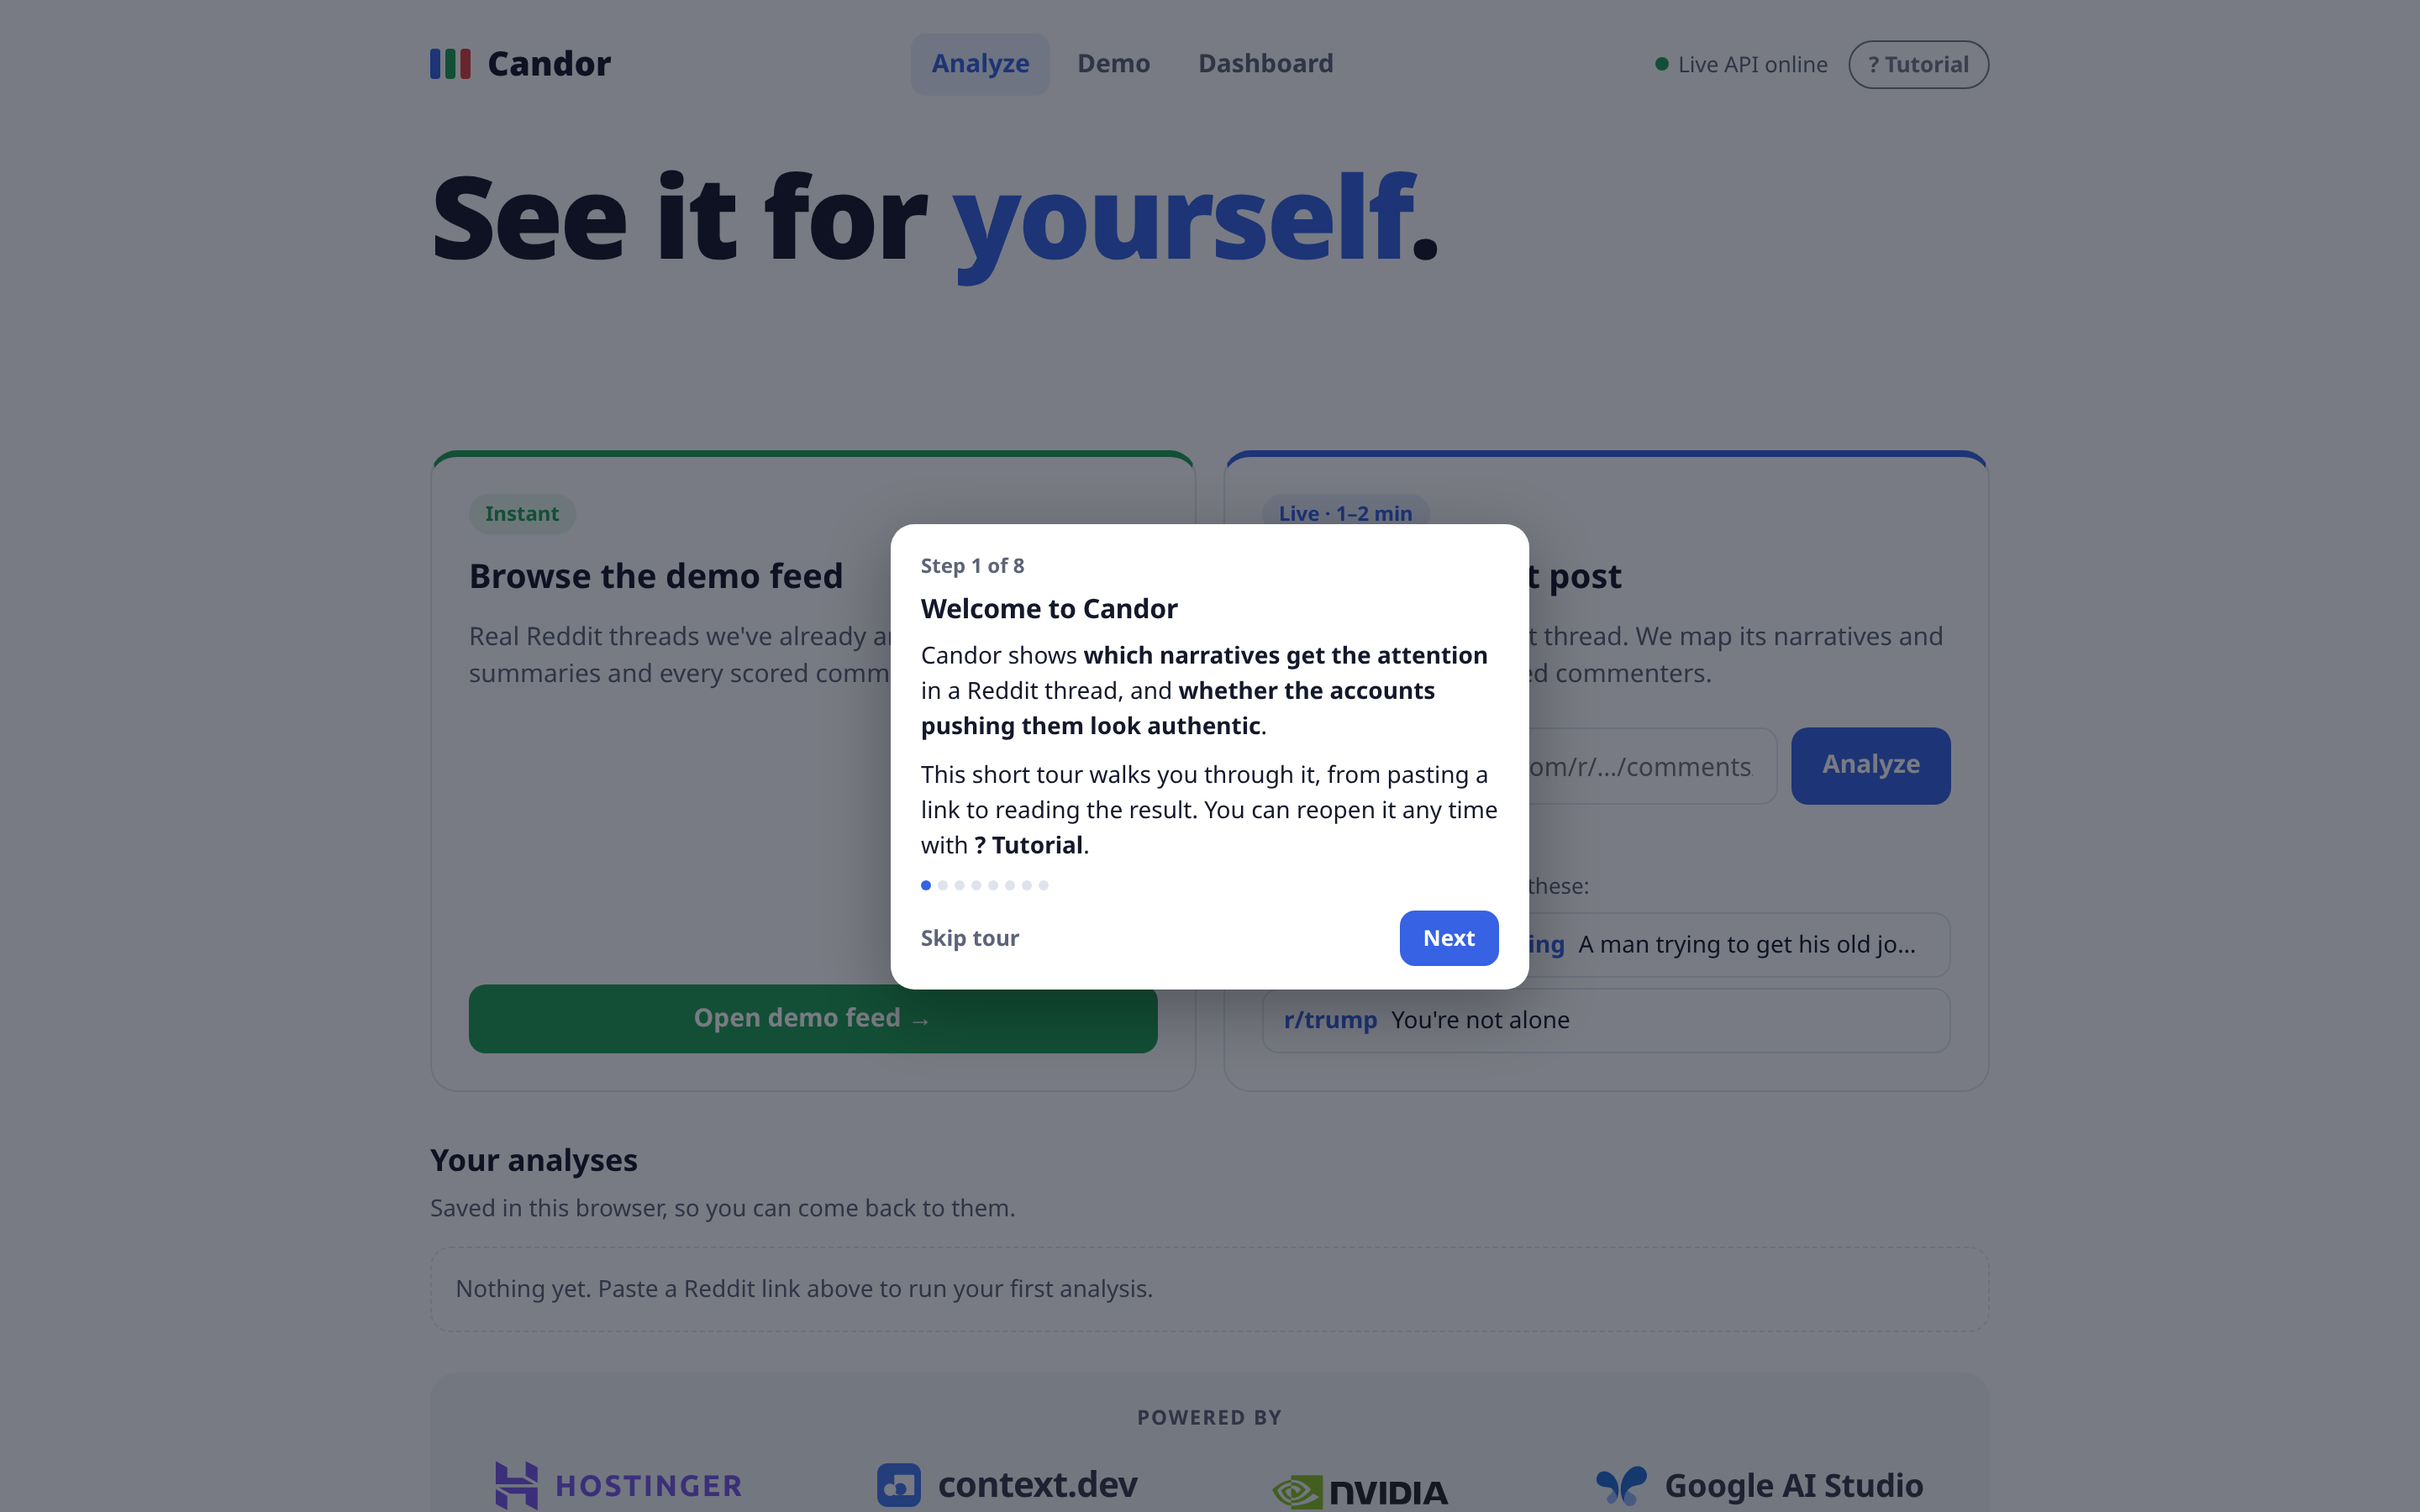 Candor
Analyze
Demo
Dashboard
Live API online
? Tutorial
See it for yourself.
Instant
Browse the demo feed
Real Reddit threads we've already
summaries and every scored
Open demo feed →
Live · 1–2 min
post
thread. We map its narratives and
commenters.
/r/.../comments
Analyze
these:
A man trying to get his old jo...
r/trump You're not alone
Step 1 of 8
Welcome to Candor
Candor shows which narratives get the attention
in a Reddit thread, and whether the accounts
pushing them look authentic.
This short tour walks you through it, from pasting a
link to reading the result. You can reopen it any time
with ? Tutorial.
Skip tour
Next
Your analyses
Saved in this browser, so you can come back to them.
Nothing yet. Paste a Reddit link above to run your first analysis.
POWERED BY
HOSTINGER
context.dev
NVIDIA
Google AI Studio